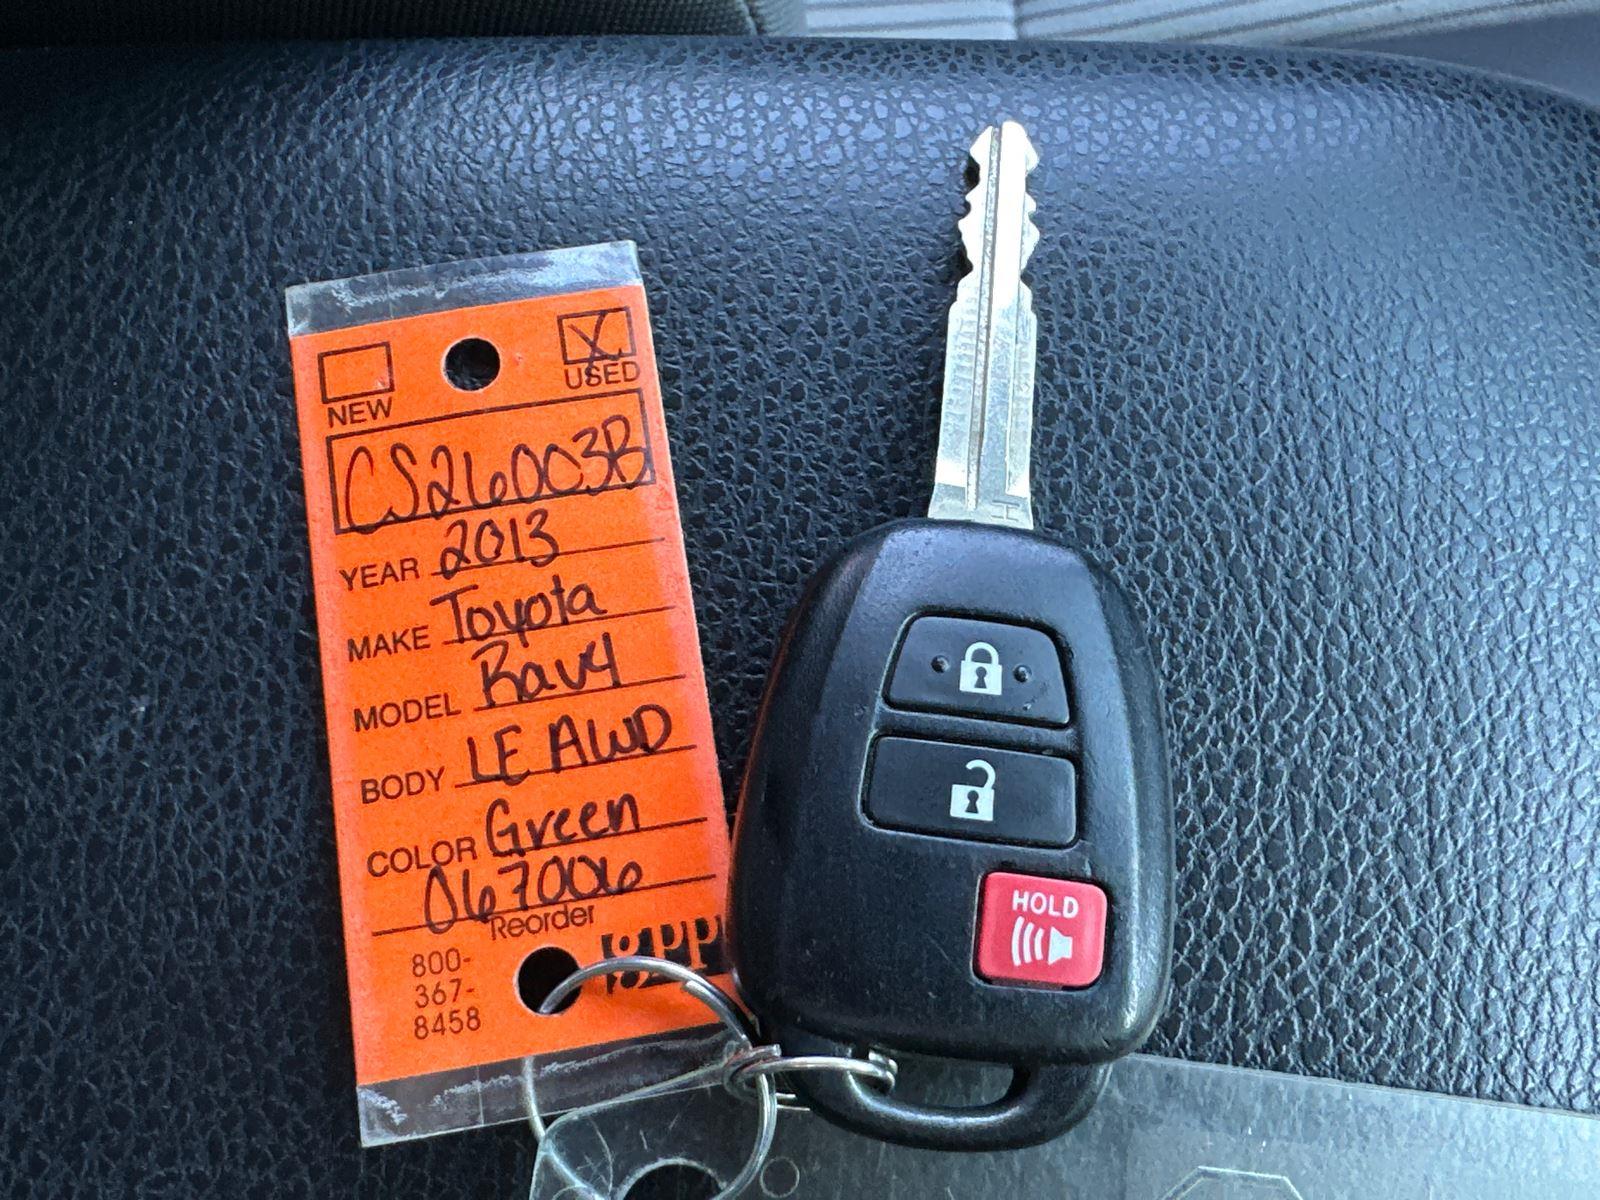 NEW
USED
CS26003B
YEAR 2013
MAKE Toyota
MODEL Rav4
BODY LE AWD
COLOR Green
067006
Reorder
800-
367-
8458
HOLD
H